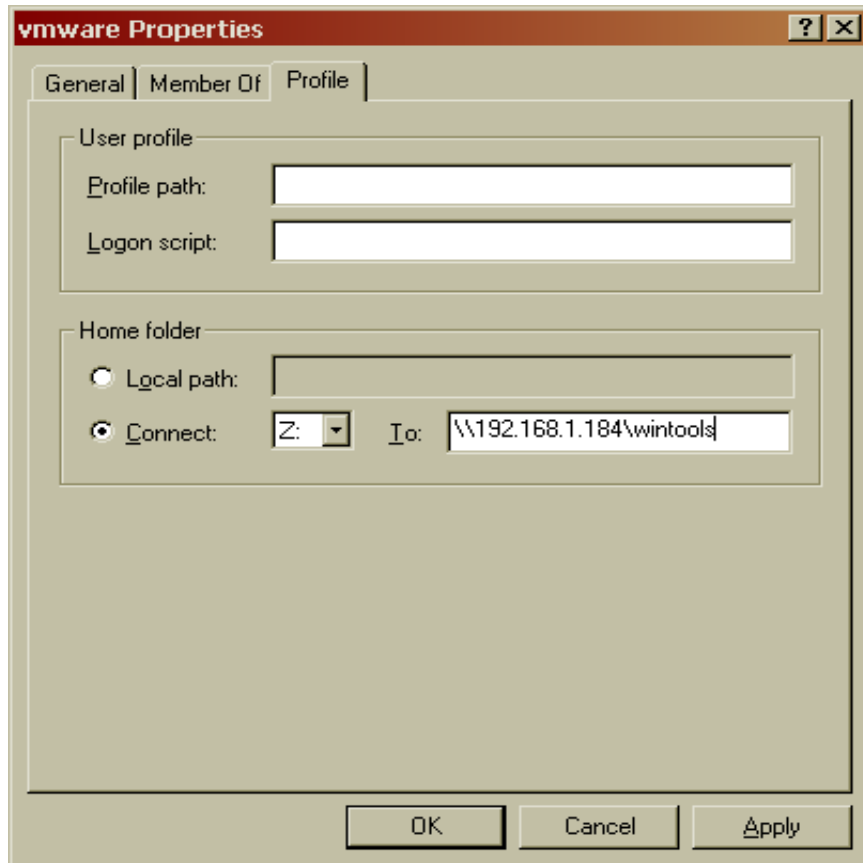 vmware Properties
General Member Of Profile
User profile
Profile path:
Logon script:
Home folder
Local path:
Connect: Z: To: \\192.168.1.184\wintools
OK Cancel Apply